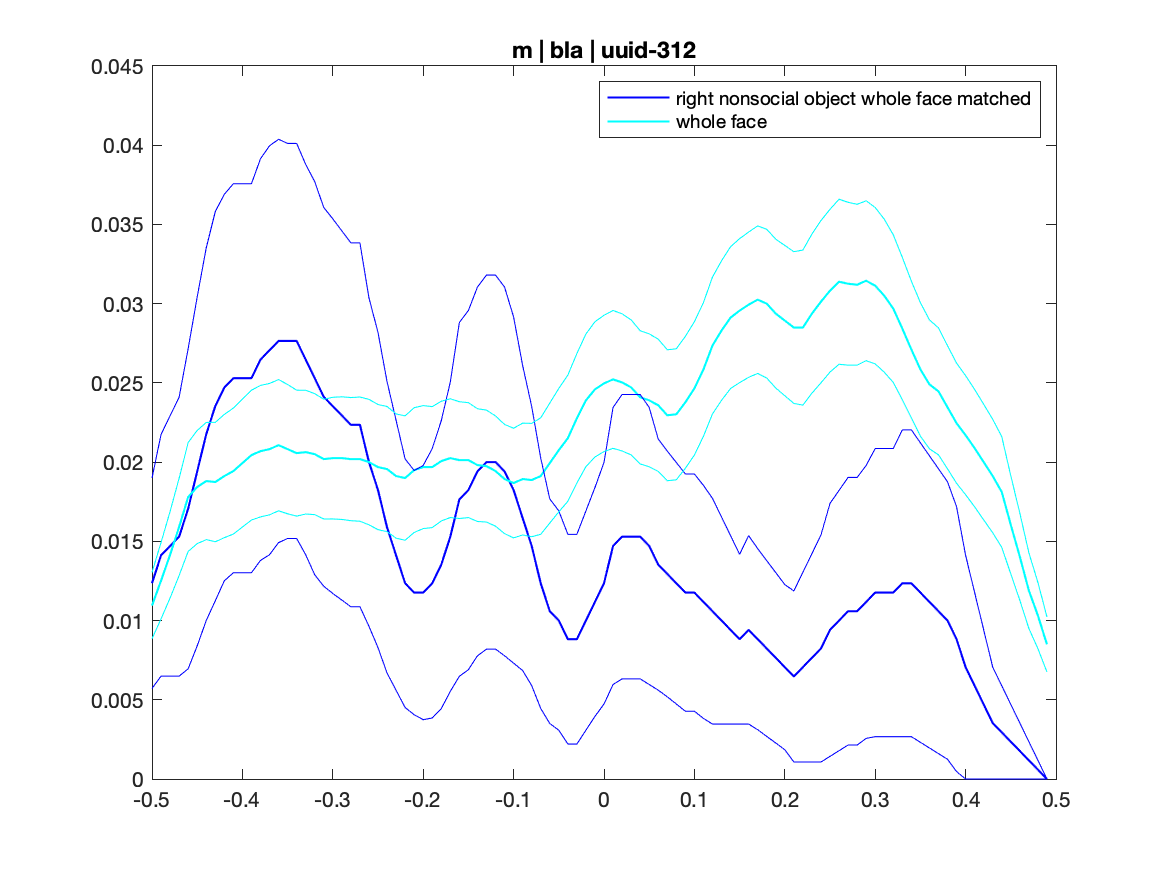 m | bla | uuid-312
right nonsocial object whole face matched
whole face
0.045
0.04
0.035
0.03
0.025
0.02
0.015
0.01
0.005
0
-0.5 -0.4 -0.3 -0.2 -0.1 0 0.1 0.2 0.3 0.4 0.5